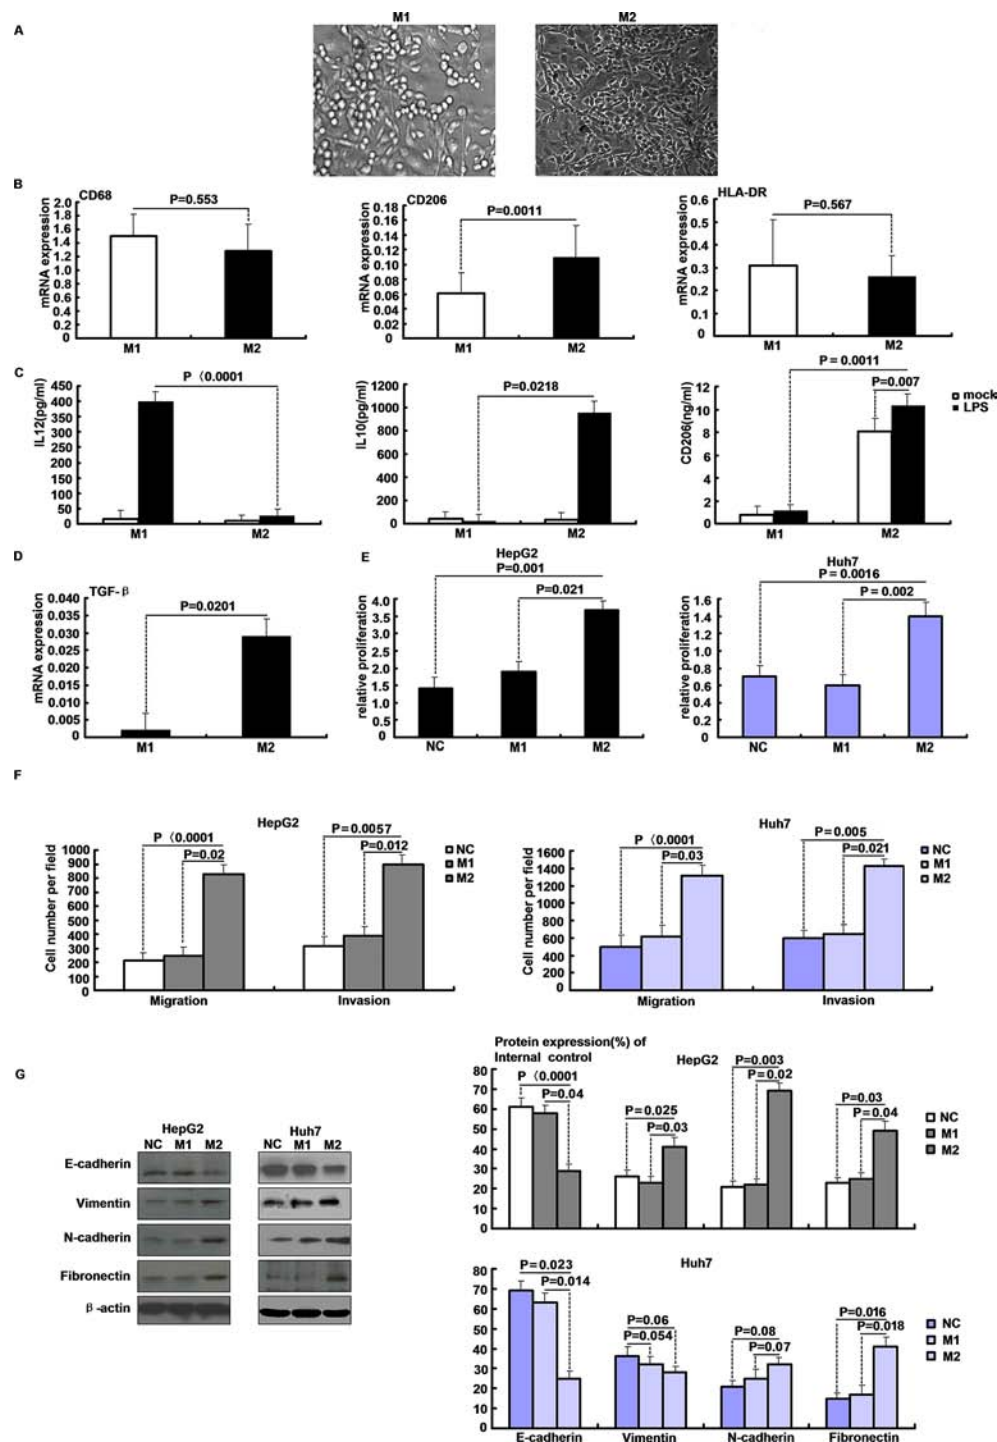 A
M1
M2
B
CD68
P=0.553
mRNA expression
2.0
1.8
1.6
1.4
1.2
1
0.8
0.6
0.4
0.2
0
M1
M2
CD206
P=0.0011
mRNA expression
0.18
0.16
0.14
0.12
0.10
0.08
0.06
0.04
0.02
M1
M2
HLA-DR
P=0.567
mRNA expression
0.6
0.5
0.4
0.3
0.2
0.1
0
M1
M2
C
P〈0.0001
IL12(pg/ml)
450
400
350
300
250
200
150
100
50
0
M1
M2
P=0.0218
IL10(pg/ml)
1200
1000
800
600
400
200
0
M1
M2
P = 0.0011
P=0.007
CD206(ng/ml)
12
10
8
6
4
2
0
M1
M2
mock
LPS
D
TGF- β
P=0.0201
mRNA expression
0.040
0.035
0.030
0.025
0.020
0.015
0.010
0.005
0
M1
M2
E
HepG2
P=0.001
P=0.021
relative proliferation
4.0
3.5
3.0
2.5
2.0
1.5
1.0
0.5
0
NC
M1
M2
Huh7
P = 0.0016
P = 0.002
relative proliferation
1.6
1.4
1.2
1.0
0.8
0.6
0.4
0.2
0
NC
M1
M2
F
HepG2
P〈0.0001
P=0.02
P=0.0057
P=0.012
Cell number per field
1000
900
800
700
600
500
400
300
200
100
0
Migration
Invasion
NC
M1
M2
Huh7
P〈0.0001
P=0.03
P=0.005
P=0.021
Cell number per field
1600
1400
1200
1000
800
600
400
200
0
Migration
Invasion
NC
M1
M2
G
HepG2
NC M1 M2
Huh7
NC M1 M2
E-cadherin
Vimentin
N-cadherin
Fibronectin
β-actin
Protein expression(%) of
Internal control
HepG2
P〈0.0001
P=0.04
P=0.025
P=0.03
P=0.003
P=0.02
P=0.03
P=0.04
80
70
60
50
40
30
20
10
0
NC
M1
M2
Huh7
P=0.023
P=0.014
P=0.06
P=0.054
P=0.08
P=0.07
P=0.016
P=0.018
80
70
60
50
40
30
20
10
0
E-cadherin
Vimentin
N-cadherin
Fibronectin
NC
M1
M2